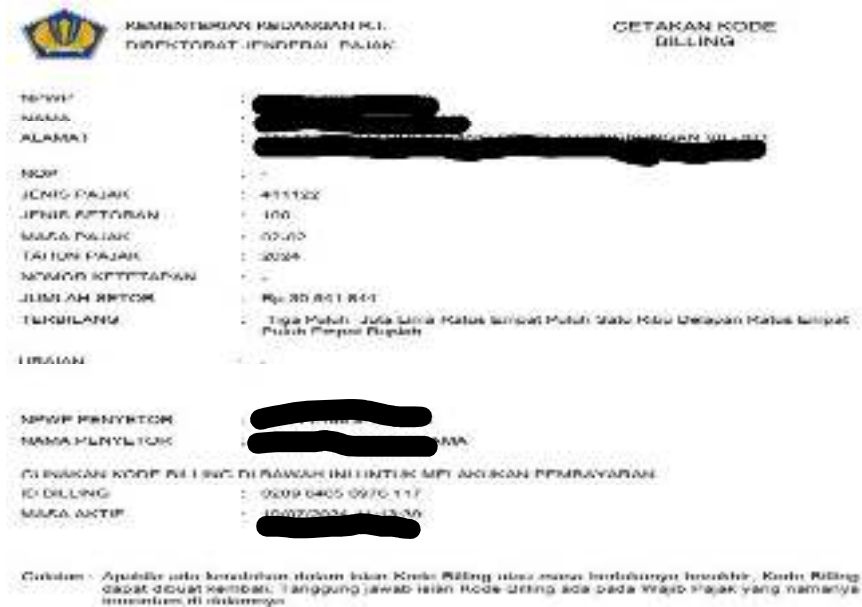 KEMENTERIAN KEUANGAN R.I.
DIREKTORAT JENDERAL PAJAK
CETAKAN KODE
BILLING
NPWP :
NAMA :
ALAMAT :
NOP : -
JENIS PAJAK : 411122
JENIS SETORAN : 100
MASA PAJAK : 02-02
TAHUN PAJAK : 2024
NOMOR KETETAPAN : -
JUMLAH SETOR : Rp
TERBILANG : Tiga Puluh Juta Lima Ratus Empat Puluh Satu Ribu Delapan Ratus Empat
Puluh Empat Rupiah
URAIAN : -
NPWP PENYETOR :
NAMA PENYETOR :
GUNAKAN KODE BILLING DI BAWAH INI UNTUK MELAKUKAN PEMBAYARAN
ID BILLING :
MASA AKTIF :
Catatan : Apabila ada kesalahan dalam isian Kode Billing atau masa berlakunya berakhir, Kode Billing
dapat dibuat kembali. Tanggung jawab isian Kode Billing ada pada Wajib Pajak yang namanya
tercantum di dalamnya